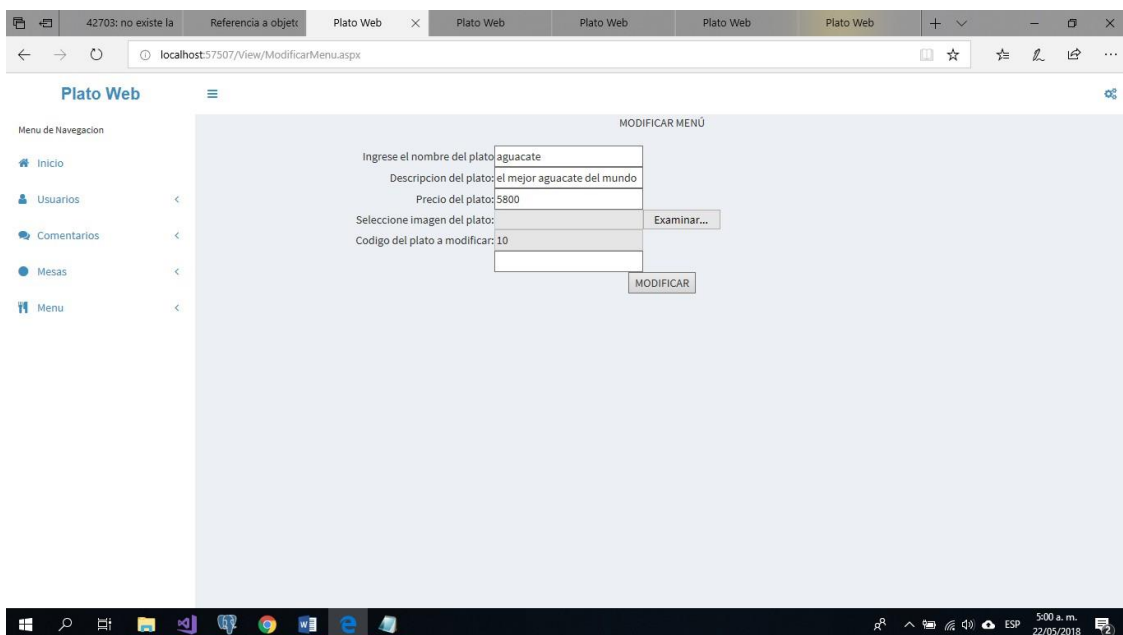 42703: no existe la
Referencia a objeto
Plato Web
Plato Web
Plato Web
Plato Web
Plato Web
localhost:57507/View/ModificarMenu.aspx
Plato Web
Menu de Navegacion
Inicio
Usuarios
Comentarios
Mesas
Menu
MODIFICAR MENÚ
Ingrese el nombre del plato aguacate
Descripcion del plato: el mejor aguacate del mundo
Precio del plato: 5800
Seleccione imagen del plato: Examinar...
Codigo del plato a modificar: 10
MODIFICAR
ESP
5:00 a. m.
22/05/2018
2